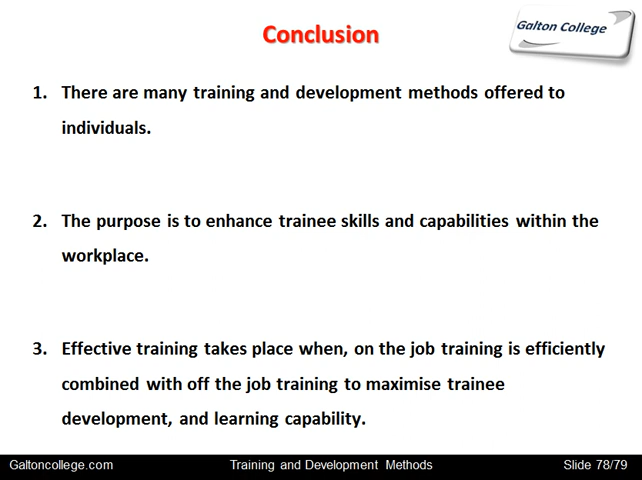 Conclusion
Galton College
1. There are many training and development methods offered to
individuals.
2. The purpose is to enhance trainee skills and capabilities within the
workplace.
3. Effective training takes place when, on the job training is efficiently
combined with off the job training to maximise trainee
development, and learning capability.
Galtoncollege.com Training and Development Methods Slide 78/79